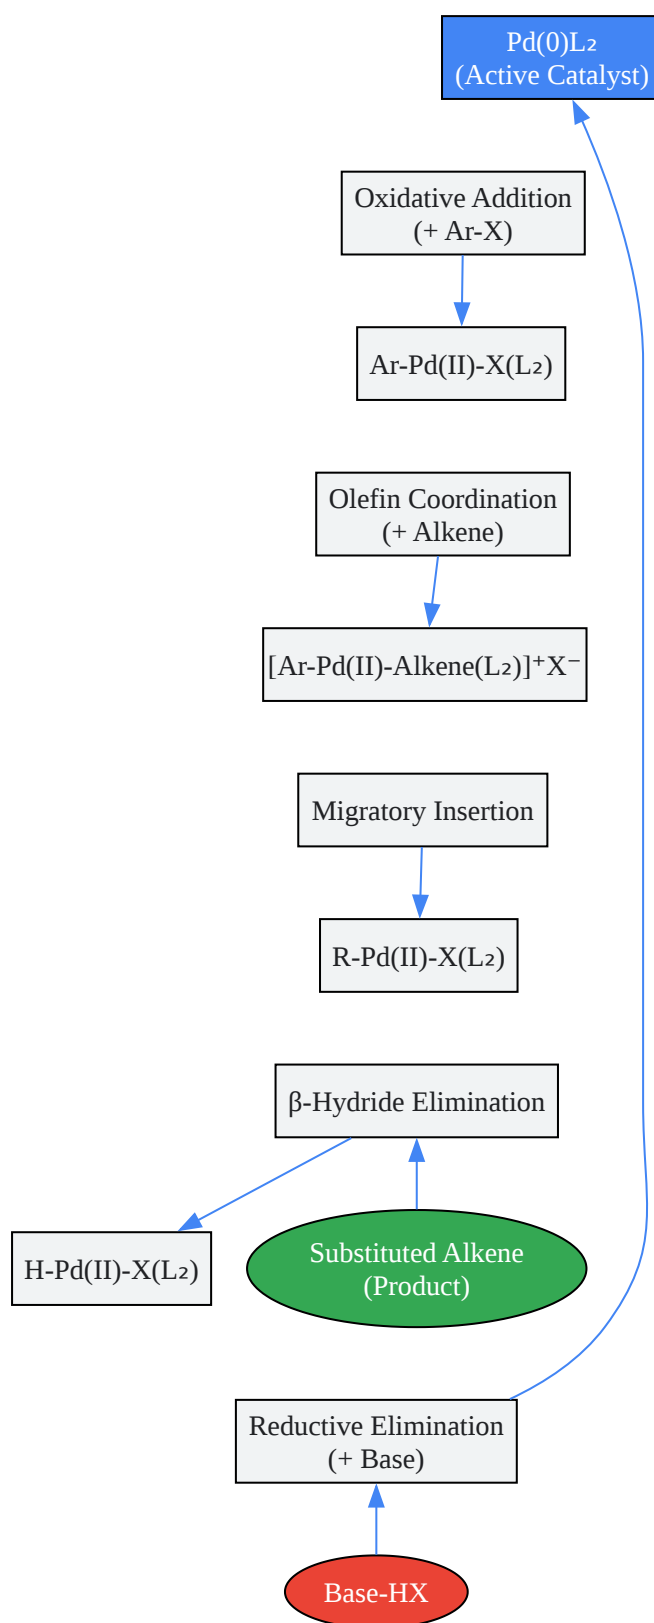 Pd(0)L₂
(Active Catalyst)
Oxidative Addition
(+ Ar-X)
Ar-Pd(II)-X(L₂)
Olefin Coordination
(+ Alkene)
[Ar-Pd(II)-Alkene(L₂)]⁺X⁻
Migratory Insertion
R-Pd(II)-X(L₂)
β-Hydride Elimination
H-Pd(II)-X(L₂)
Substituted Alkene
(Product)
Reductive Elimination
(+ Base)
Base-HX